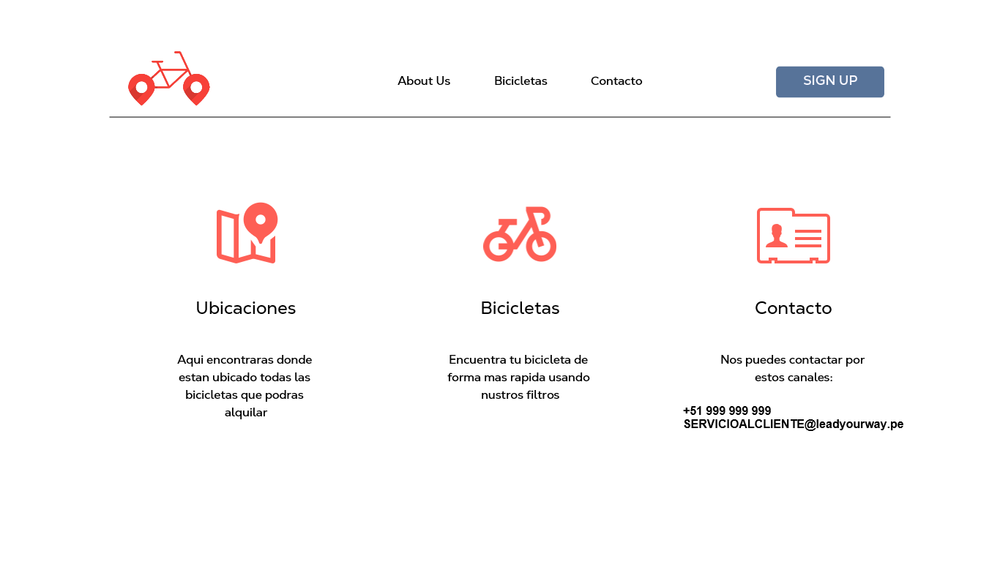 About Us
Bicicletas
Contacto
SIGN UP
Ubicaciones
Aqui encontraras donde
estan ubicado todas las
bicicletas que podras
alquilar
Bicicletas
Encuentra tu bicicleta de
forma mas rapida usando
nustros filtros
Contacto
Nos puedes contactar por
estos canales:
+51 999 999 999
SERVICIOALCLIENTE@leadyourway.pe